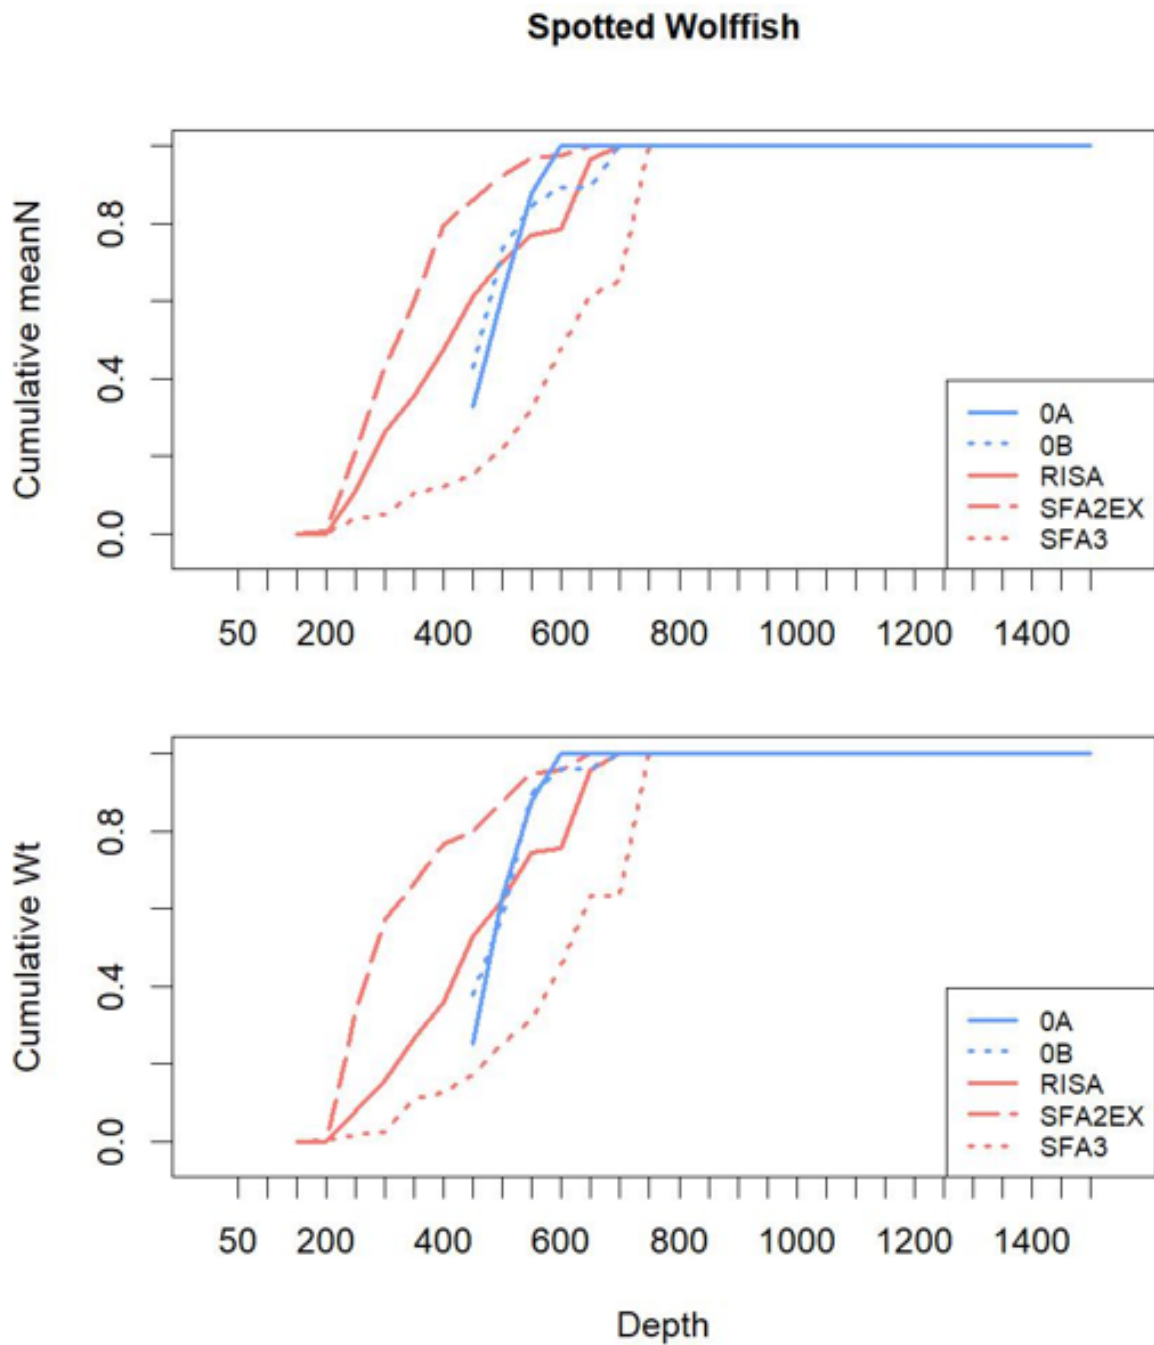 Spotted Wolffish
Cumulative meanN
0.8
0.4
0.0
0A
0B
RISA
SFA2EX
SFA3
50 200 400 600 800 1000 1200 1400
Cumulative Wt
0.8
0.4
0.0
0A
0B
RISA
SFA2EX
SFA3
50 200 400 600 800 1000 1200 1400
Depth